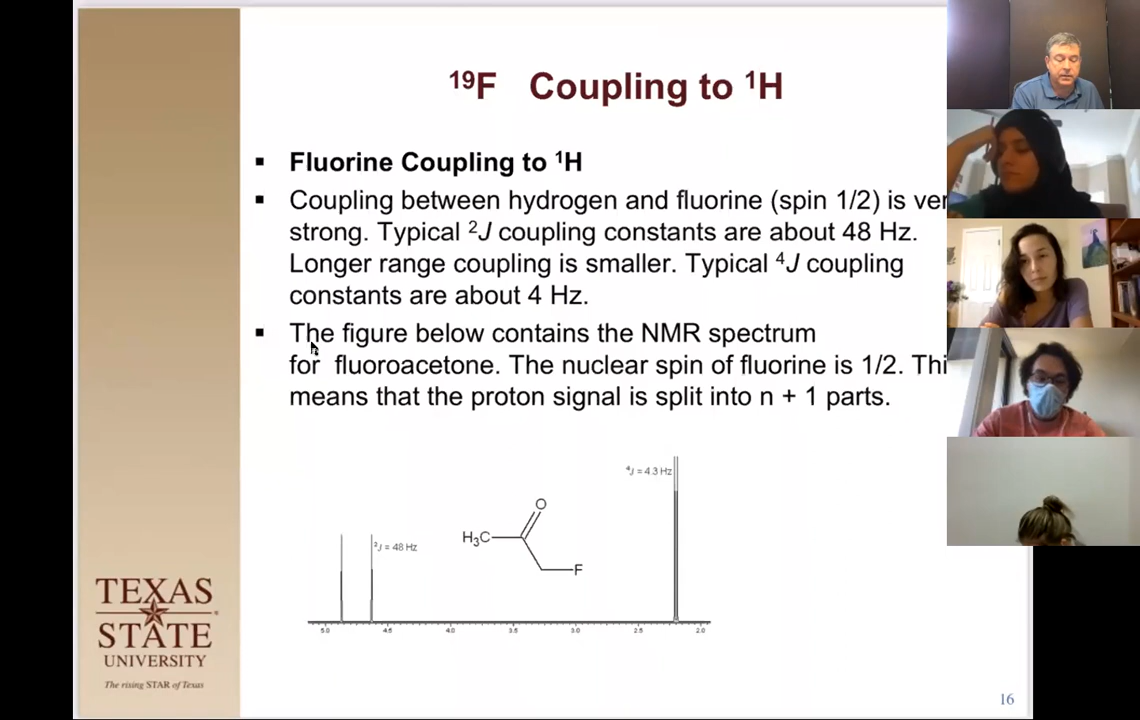 ¹⁹F Coupling to ¹H
▪ Fluorine Coupling to ¹H
▪ Coupling between hydrogen and fluorine (spin 1/2) is ver
strong. Typical ²J coupling constants are about 48 Hz.
Longer range coupling is smaller. Typical ⁴J coupling
constants are about 4 Hz.
▪ The figure below contains the NMR spectrum
for fluoroacetone. The nuclear spin of fluorine is 1/2. Thi
means that the proton signal is split into n + 1 parts.
⁴J = 4.3 Hz
O
H₃C
²J = 48 Hz
F
5.0 4.5 4.0 3.5 3.0 2.5 2.0
TEXAS
STATE
UNIVERSITY
The rising STAR of Texas
16